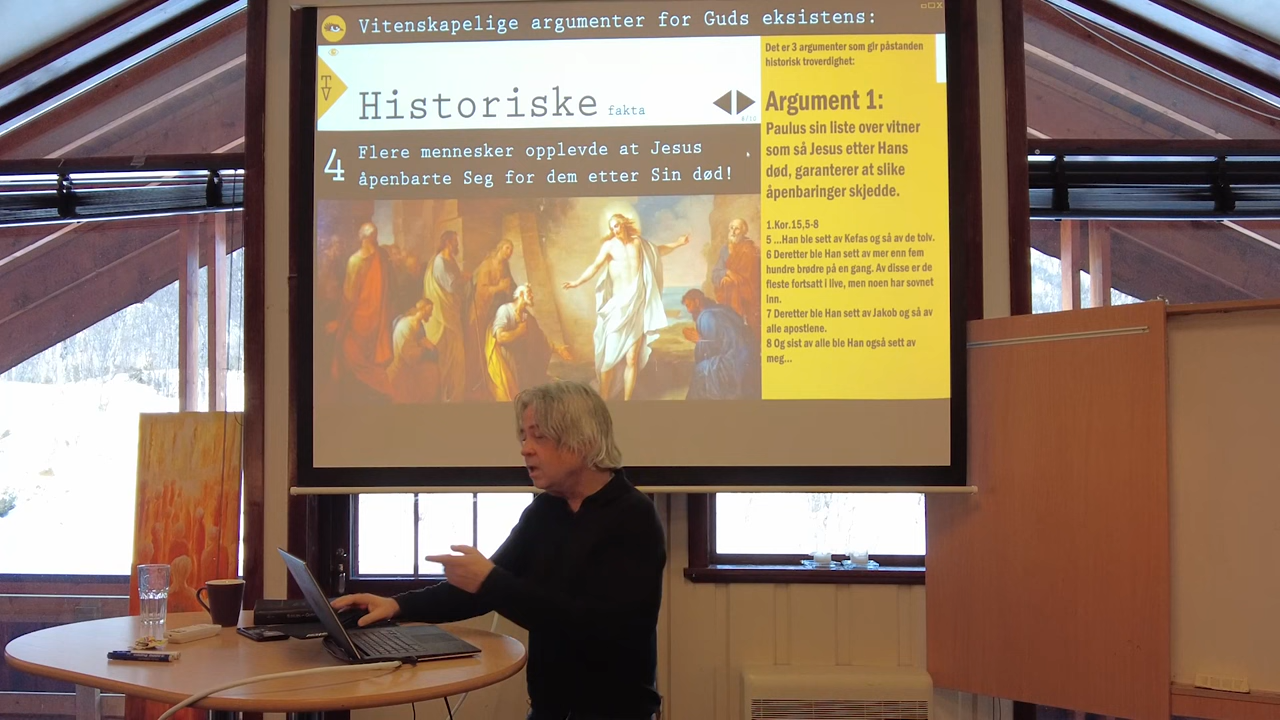 Vitenskapelige argumenter for Guds eksistens:
TV
Historiske fakta
4
Flere mennesker opplevde at Jesus
åpenbarte Seg for dem etter Sin død!
Det er 3 argumenter som gir påstanden
historisk troverdighet:
Argument 1:
Paulus sin liste over vitner
som så Jesus etter Hans
død, garanterer at slike
åpenbaringer skjedde.
1.Kor.15,5-8
5 ...Han ble sett av Kefas og så av de tolv.
6 Deretter ble Han sett av mer enn fem
hundre brødre på en gang. Av disse er de
fleste fortsatt i live, men noen har sovnet
inn.
7 Deretter ble Han sett av Jakob og så av
alle apostlene.
8 Og sist av alle ble Han også sett av
meg...